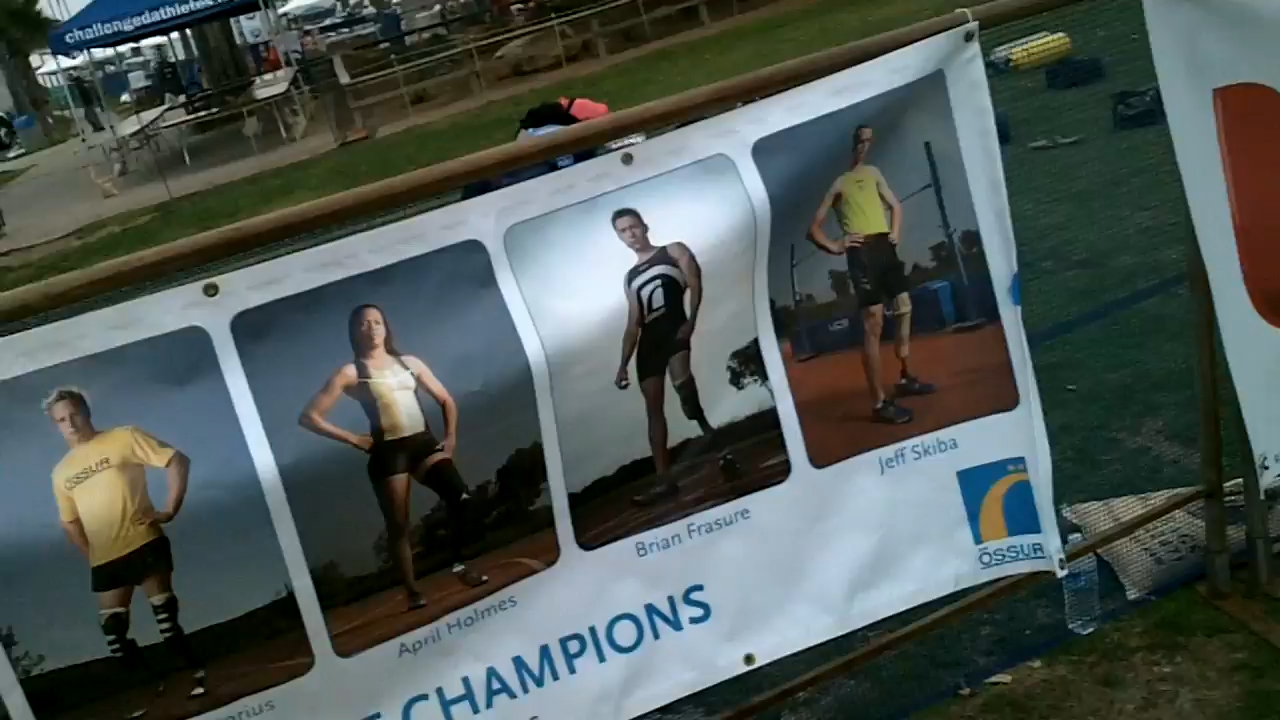 challengedathletes
ÖSSUR
April Holmes
Brian Frasure
Jeff Skiba
CHAMPIONS
ÖSSUR